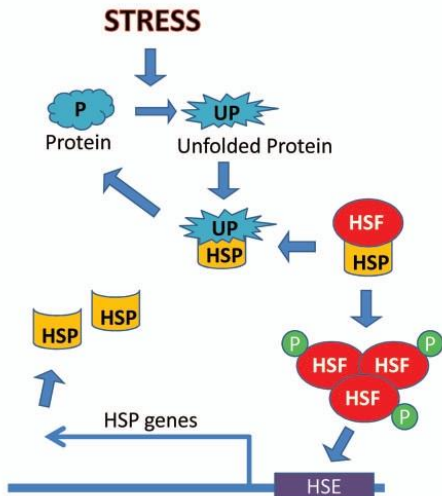 STRESS
P
UP
Protein
Unfolded Protein
UP
HSP
HSF
HSP
HSP
HSP
P
P
HSF
HSF
HSF
P
HSP genes
HSE